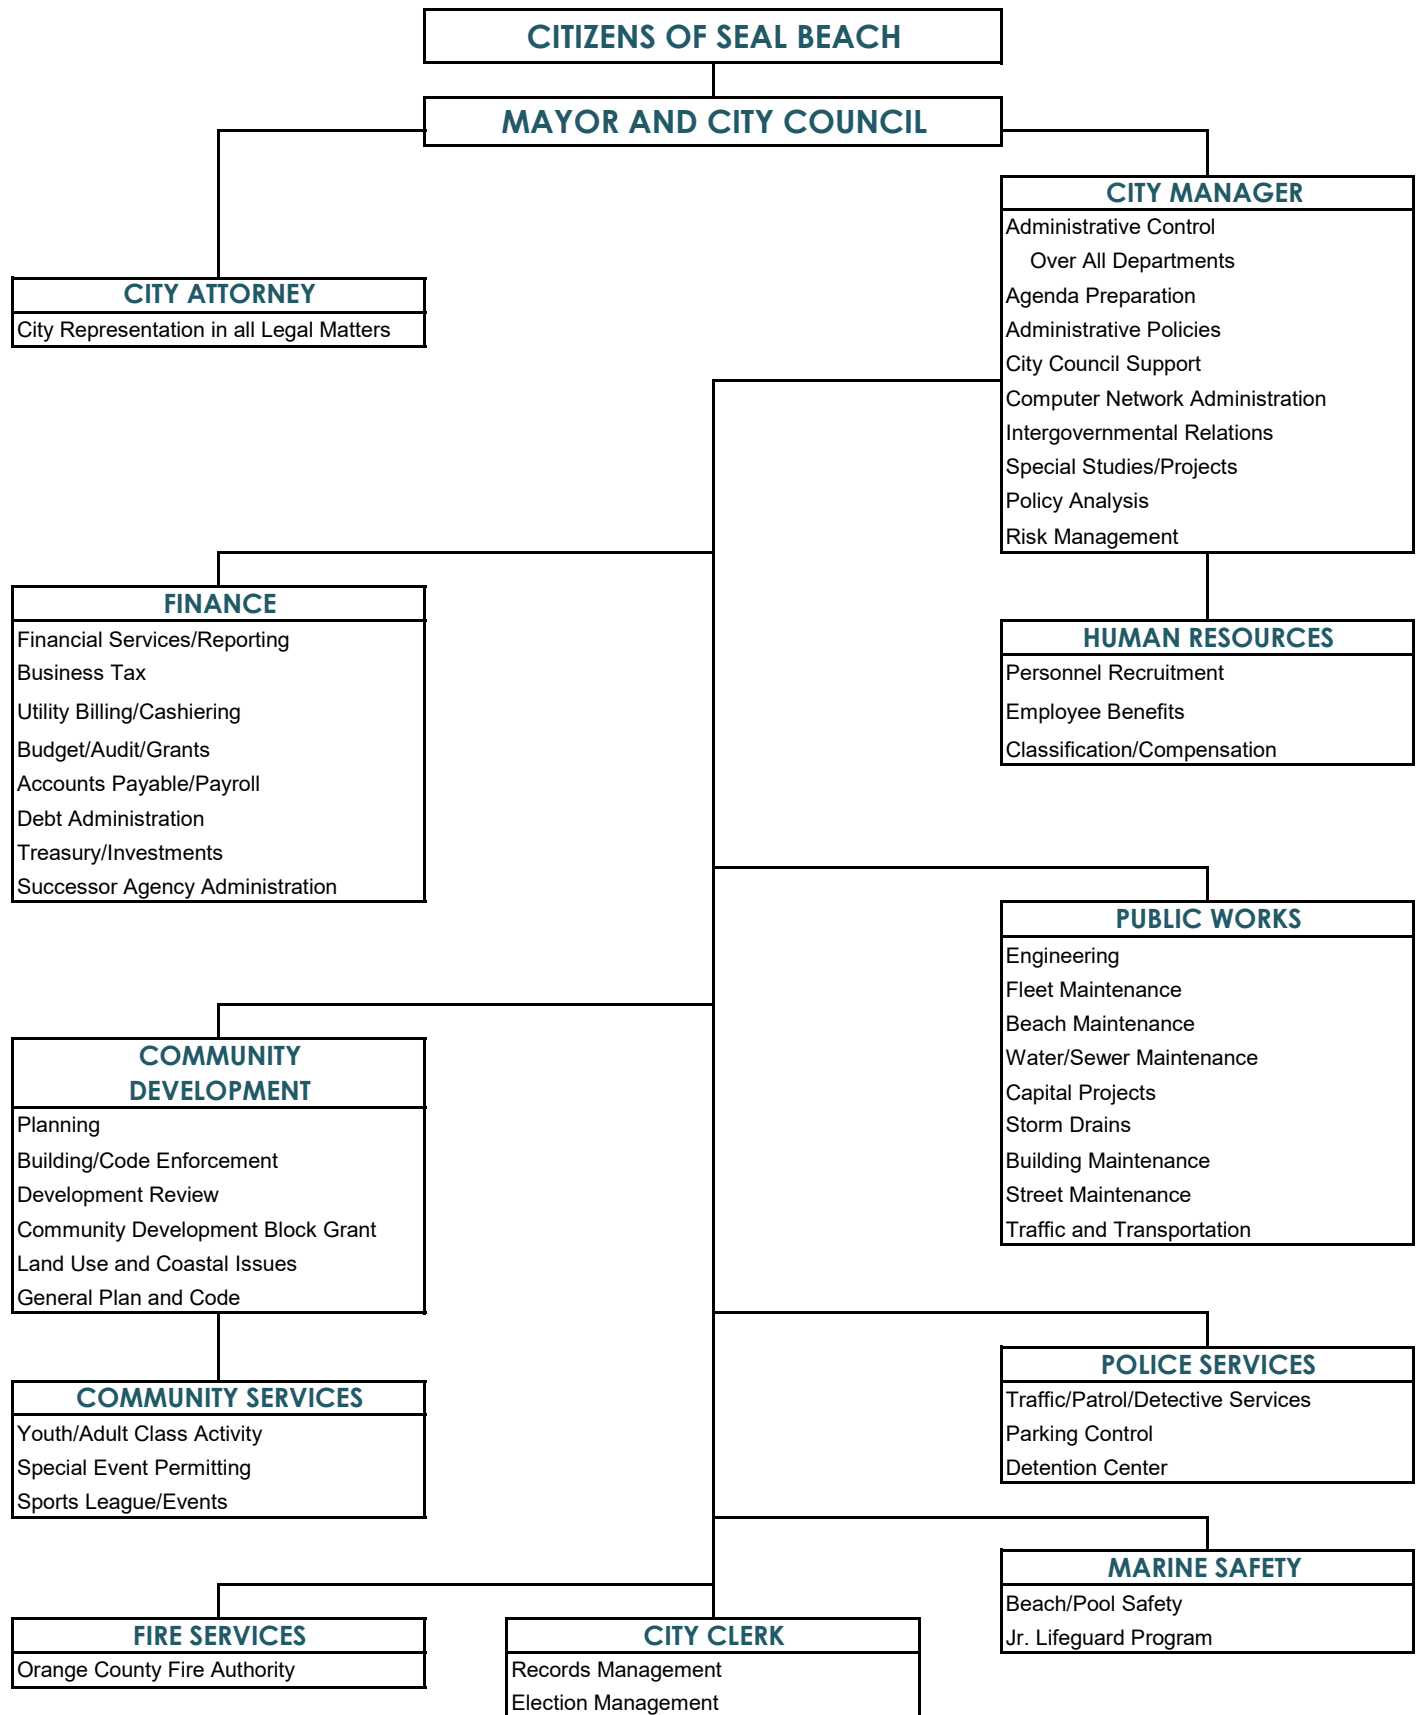 CITIZENS OF SEAL BEACH
MAYOR AND CITY COUNCIL
CITY MANAGER
Administrative Control
Over All Departments
Agenda Preparation
Administrative Policies
City Council Support
Computer Network Administration
Intergovernmental Relations
Special Studies/Projects
Policy Analysis
Risk Management
CITY ATTORNEY
City Representation in all Legal Matters
FINANCE
Financial Services/Reporting
Business Tax
Utility Billing/Cashiering
Budget/Audit/Grants
Accounts Payable/Payroll
Debt Administration
Treasury/Investments
Successor Agency Administration
HUMAN RESOURCES
Personnel Recruitment
Employee Benefits
Classification/Compensation
PUBLIC WORKS
Engineering
Fleet Maintenance
Beach Maintenance
Water/Sewer Maintenance
Capital Projects
Storm Drains
Building Maintenance
Street Maintenance
Traffic and Transportation
COMMUNITY
DEVELOPMENT
Planning
Building/Code Enforcement
Development Review
Community Development Block Grant
Land Use and Coastal Issues
General Plan and Code
COMMUNITY SERVICES
Youth/Adult Class Activity
Special Event Permitting
Sports League/Events
POLICE SERVICES
Traffic/Patrol/Detective Services
Parking Control
Detention Center
MARINE SAFETY
Beach/Pool Safety
Jr. Lifeguard Program
FIRE SERVICES
Orange County Fire Authority
CITY CLERK
Records Management
Election Management